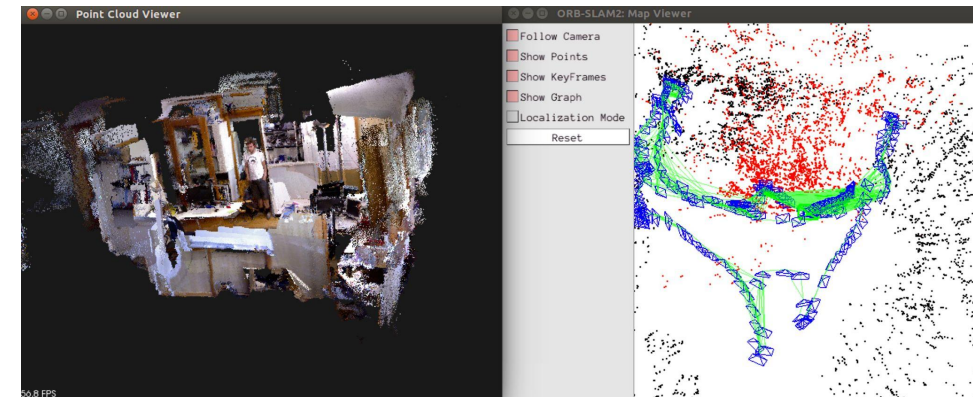 Point Cloud Viewer
56.8 FPS
ORB-SLAM2: Map Viewer
Follow Camera
Show Points
Show KeyFrames
Show Graph
Localization Mode
Reset